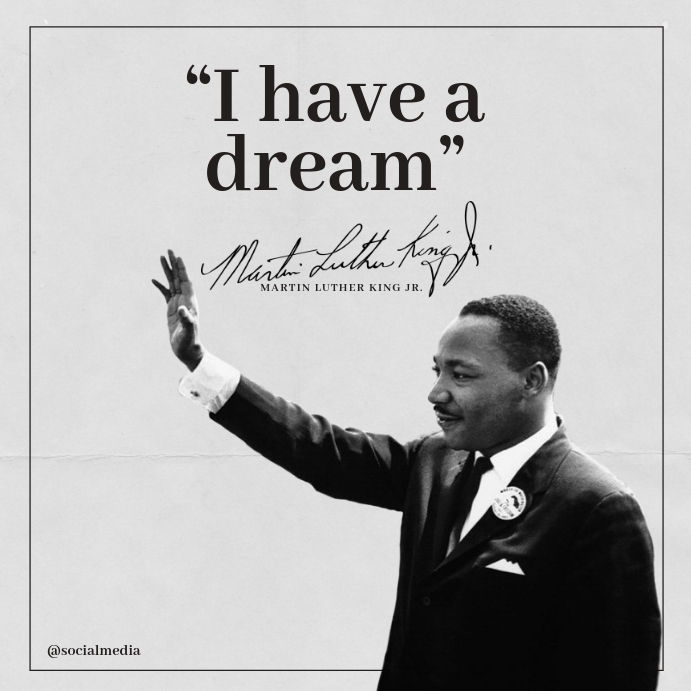 “I have a
dream”
Martin Luther King Jr.
MARTIN LUTHER KING JR.
@socialmedia